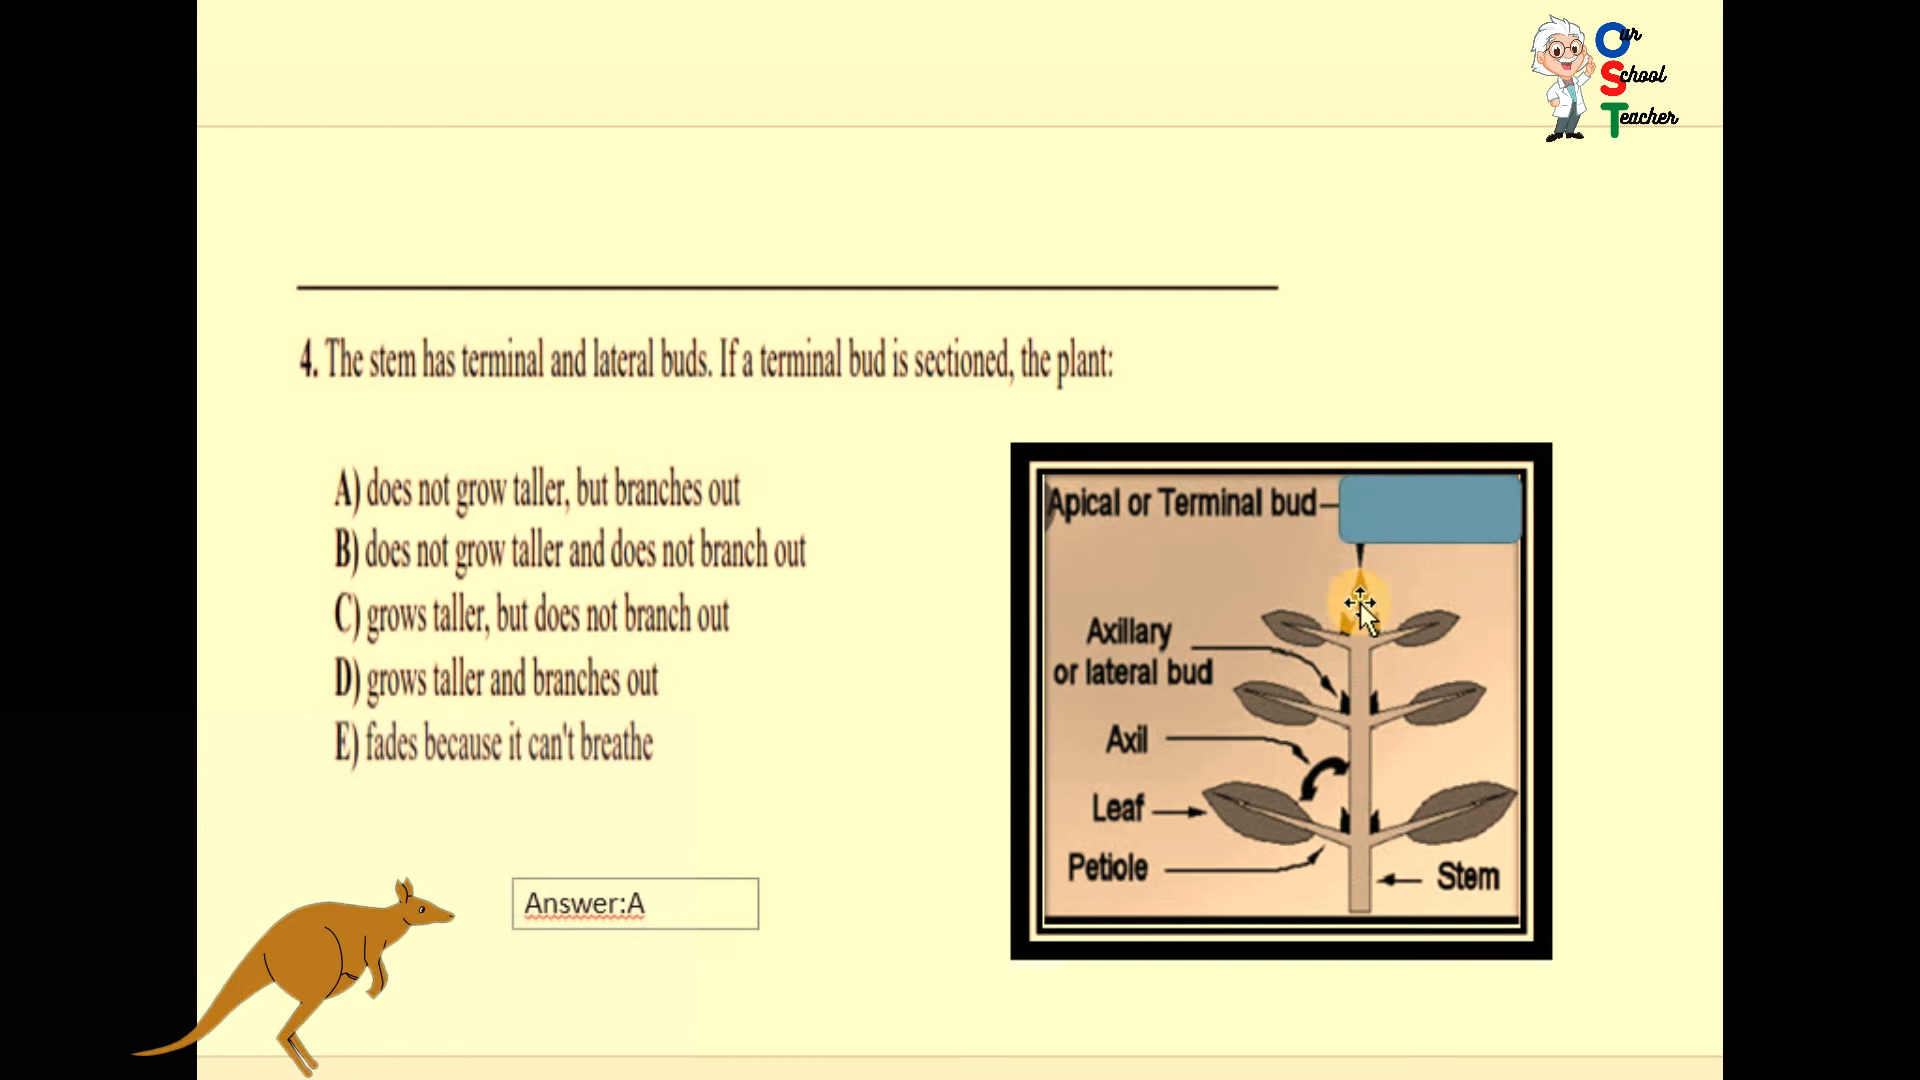 Our
School
Teacher
4. The stem has terminal and lateral buds. If a terminal bud is sectioned, the plant:
A) does not grow taller, but branches out
B) does not grow taller and does not branch out
C) grows taller, but does not branch out
D) grows taller and branches out
E) fades because it can't breathe
Answer:A
Apical or Terminal bud
Axillary
or lateral bud
Axil
Leaf
Petiole
Stem